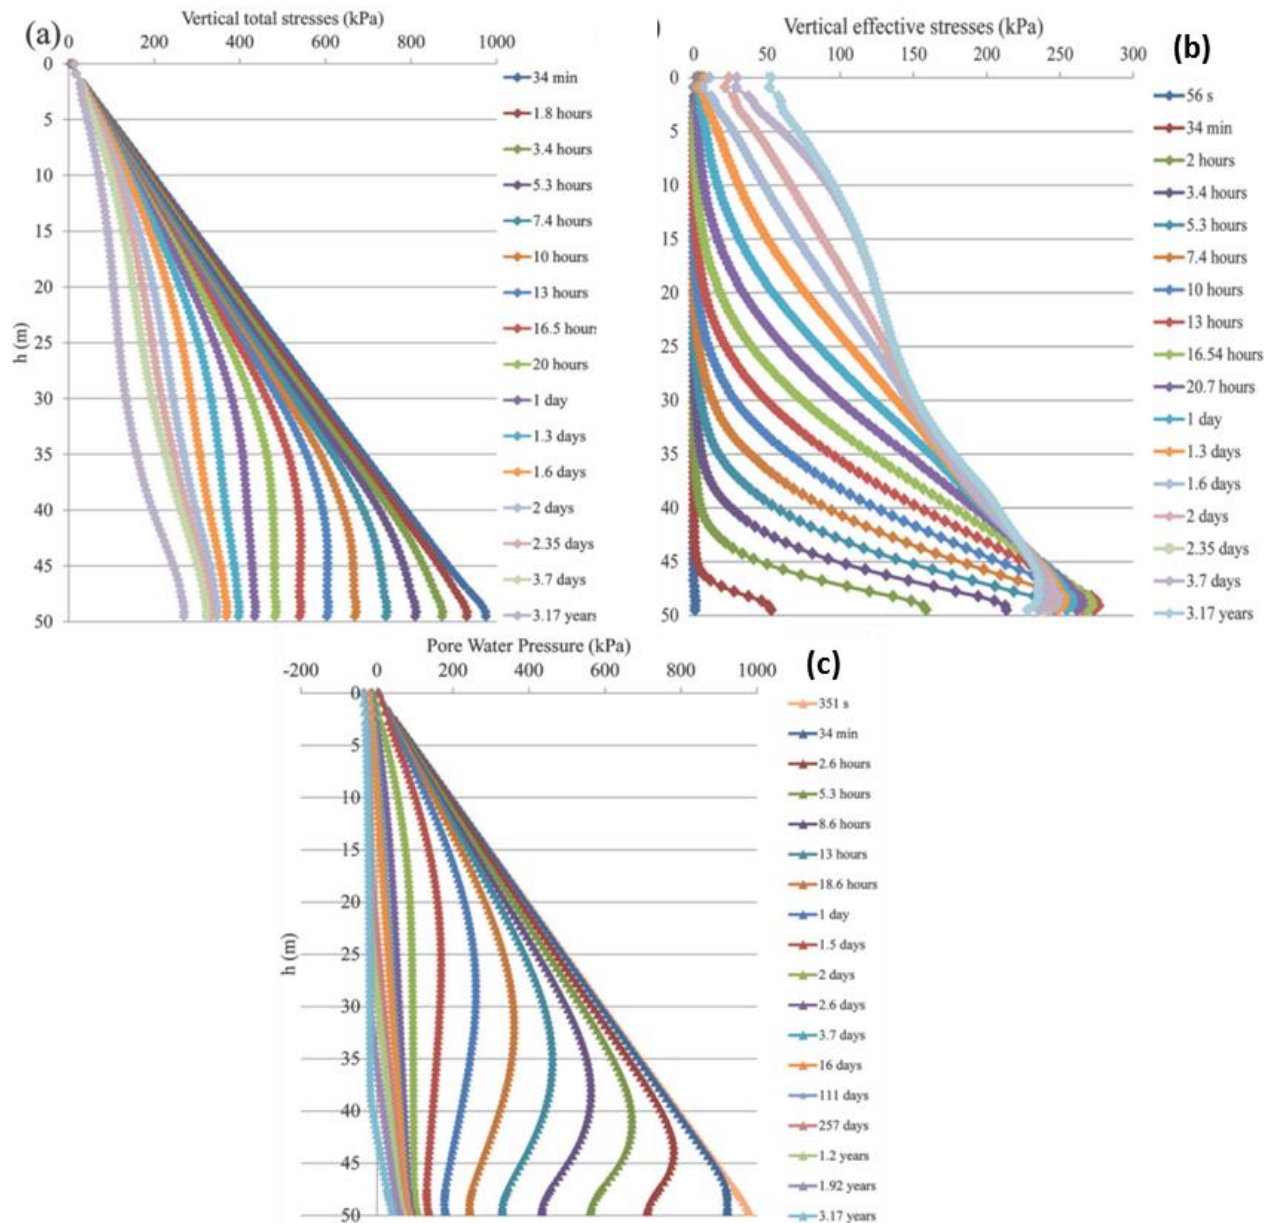 (a)
Vertical total stresses (kPa)
0 200 400 600 800 1000
0
5
10
15
20
25
30
35
40
45
50
h (m)
34 min
1.8 hours
3.4 hours
5.3 hours
7.4 hours
10 hours
13 hours
16.5 hours
20 hours
1 day
1.3 days
1.6 days
2 days
2.35 days
3.7 days
3.17 years
)
Vertical effective stresses (kPa)
(b)
0 50 100 150 200 250 300
0
5
10
15
20
25
30
35
40
45
50
56 s
34 min
2 hours
3.4 hours
5.3 hours
7.4 hours
10 hours
13 hours
16.54 hours
20.7 hours
1 day
1.3 days
1.6 days
2 days
2.35 days
3.7 days
3.17 years
Pore Water Pressure (kPa)
(c)
-200 0 200 400 600 800 1000
0
5
10
15
20
25
30
35
40
45
50
h (m)
351 s
34 min
2.6 hours
5.3 hours
8.6 hours
13 hours
18.6 hours
1 day
1.5 days
2 days
2.6 days
3.7 days
16 days
111 days
257 days
1.2 years
1.92 years
3.17 years